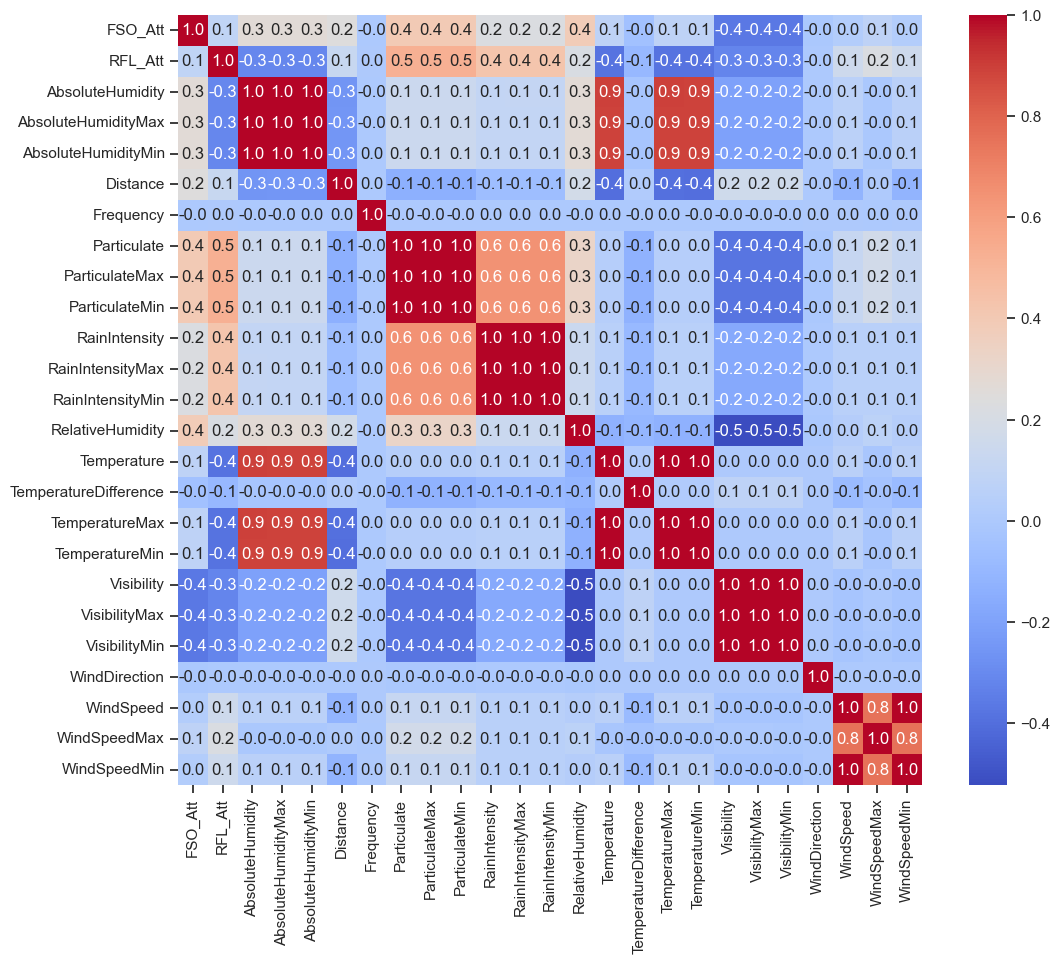 FSO_Att 1.0 0.1 0.3 0.3 0.3 0.2 -0.0 0.4 0.4 0.4 0.2 0.2 0.2 0.4 0.1 -0.0 0.1 0.1 -0.4 -0.4 -0.4 -0.0 0.0 0.1 0.0
RFL_Att 0.1 1.0 -0.3 -0.3 -0.3 0.1 0.0 0.5 0.5 0.5 0.4 0.4 0.4 0.2 -0.4 -0.1 -0.4 -0.4 -0.3 -0.3 -0.3 -0.0 0.1 0.2 0.1
AbsoluteHumidity 0.3 -0.3 1.0 1.0 1.0 -0.3 -0.0 0.1 0.1 0.1 0.1 0.1 0.1 0.3 0.9 -0.0 0.9 0.9 -0.2 -0.2 -0.2 -0.0 0.1 -0.0 0.1
AbsoluteHumidityMax 0.3 -0.3 1.0 1.0 1.0 -0.3 -0.0 0.1 0.1 0.1 0.1 0.1 0.1 0.3 0.9 -0.0 0.9 0.9 -0.2 -0.2 -0.2 -0.0 0.1 -0.0 0.1
AbsoluteHumidityMin 0.3 -0.3 1.0 1.0 1.0 -0.3 -0.0 0.1 0.1 0.1 0.1 0.1 0.1 0.3 0.9 -0.0 0.9 0.9 -0.2 -0.2 -0.2 -0.0 0.1 -0.0 0.1
Distance 0.2 0.1 -0.3 -0.3 -0.3 1.0 0.0 -0.1 -0.1 -0.1 -0.1 -0.1 -0.1 0.2 -0.4 0.0 -0.4 -0.4 0.2 0.2 0.2 -0.0 -0.1 0.0 -0.1
Frequency -0.0 0.0 -0.0 -0.0 -0.0 0.0 1.0 -0.0 -0.0 -0.0 0.0 0.0 0.0 -0.0 0.0 -0.0 0.0 0.0 -0.0 -0.0 -0.0 0.0 0.0 0.0 0.0
Particulate 0.4 0.5 0.1 0.1 0.1 -0.1 -0.0 1.0 1.0 1.0 0.6 0.6 0.6 0.3 0.0 -0.1 0.0 0.0 -0.4 -0.4 -0.4 -0.0 0.1 0.2 0.1
ParticulateMax 0.4 0.5 0.1 0.1 0.1 -0.1 -0.0 1.0 1.0 1.0 0.6 0.6 0.6 0.3 0.0 -0.1 0.0 0.0 -0.4 -0.4 -0.4 -0.0 0.1 0.2 0.1
ParticulateMin 0.4 0.5 0.1 0.1 0.1 -0.1 -0.0 1.0 1.0 1.0 0.6 0.6 0.6 0.3 0.0 -0.1 0.0 0.0 -0.4 -0.4 -0.4 -0.0 0.1 0.2 0.1
RainIntensity 0.2 0.4 0.1 0.1 0.1 -0.1 0.0 0.6 0.6 0.6 1.0 1.0 1.0 0.1 0.1 -0.1 0.1 0.1 -0.2 -0.2 -0.2 -0.0 0.1 0.1 0.1
RainIntensityMax 0.2 0.4 0.1 0.1 0.1 -0.1 0.0 0.6 0.6 0.6 1.0 1.0 1.0 0.1 0.1 -0.1 0.1 0.1 -0.2 -0.2 -0.2 -0.0 0.1 0.1 0.1
RainIntensityMin 0.2 0.4 0.1 0.1 0.1 -0.1 0.0 0.6 0.6 0.6 1.0 1.0 1.0 0.1 0.1 -0.1 0.1 0.1 -0.2 -0.2 -0.2 -0.0 0.1 0.1 0.1
RelativeHumidity 0.4 0.2 0.3 0.3 0.3 0.2 -0.0 0.3 0.3 0.3 0.1 0.1 0.1 1.0 -0.1 -0.1 -0.1 -0.1 -0.5 -0.5 -0.5 -0.0 0.0 0.1 0.0
Temperature 0.1 -0.4 0.9 0.9 0.9 -0.4 0.0 0.0 0.0 0.0 0.1 0.1 0.1 -0.1 1.0 0.0 1.0 1.0 0.0 0.0 0.0 -0.0 0.1 -0.0 0.1
TemperatureDifference -0.0 -0.1 -0.0 -0.0 -0.0 0.0 -0.0 -0.1 -0.1 -0.1 -0.1 -0.1 -0.1 -0.1 0.0 1.0 0.0 0.0 0.1 0.1 0.1 -0.0 -0.1 -0.0 -0.1
TemperatureMax 0.1 -0.4 0.9 0.9 0.9 -0.4 0.0 0.0 0.0 0.0 0.1 0.1 0.1 -0.1 1.0 0.0 1.0 1.0 0.0 0.0 0.0 -0.0 0.1 -0.0 0.1
TemperatureMin 0.1 -0.4 0.9 0.9 0.9 -0.4 0.0 0.0 0.0 0.0 0.1 0.1 0.1 -0.1 1.0 0.0 1.0 1.0 0.0 0.0 0.0 -0.0 0.1 -0.0 0.1
Visibility -0.4 -0.3 -0.2 -0.2 -0.2 0.2 -0.0 -0.4 -0.4 -0.4 -0.2 -0.2 -0.2 -0.5 0.0 0.1 0.0 0.0 1.0 1.0 1.0 0.0 -0.0 -0.0 -0.0
VisibilityMax -0.4 -0.3 -0.2 -0.2 -0.2 0.2 -0.0 -0.4 -0.4 -0.4 -0.2 -0.2 -0.2 -0.5 0.0 0.1 0.0 0.0 1.0 1.0 1.0 0.0 -0.0 -0.0 -0.0
VisibilityMin -0.4 -0.3 -0.2 -0.2 -0.2 0.2 -0.0 -0.4 -0.4 -0.4 -0.2 -0.2 -0.2 -0.5 0.0 0.1 0.0 0.0 1.0 1.0 1.0 0.0 -0.0 -0.0 -0.0
WindDirection -0.0 -0.0 -0.0 -0.0 -0.0 -0.0 0.0 -0.0 -0.0 -0.0 -0.0 -0.0 -0.0 -0.0 -0.0 -0.0 -0.0 -0.0 0.0 0.0 0.0 1.0 -0.0 -0.0 -0.0
WindSpeed 0.0 0.1 0.1 0.1 0.1 -0.1 0.0 0.1 0.1 0.1 0.1 0.1 0.1 0.0 0.1 -0.1 0.1 0.1 -0.0 -0.0 -0.0 -0.0 1.0 0.8 1.0
WindSpeedMax 0.1 0.2 -0.0 -0.0 -0.0 0.0 0.0 0.2 0.2 0.2 0.1 0.1 0.1 0.1 -0.0 -0.0 -0.0 -0.0 -0.0 -0.0 -0.0 -0.0 0.8 1.0 0.8
WindSpeedMin 0.0 0.1 0.1 0.1 0.1 -0.1 0.0 0.1 0.1 0.1 0.1 0.1 0.1 0.0 0.1 -0.1 0.1 0.1 -0.0 -0.0 -0.0 -0.0 1.0 0.8 1.0
FSO_Att
RFL_Att
AbsoluteHumidity
AbsoluteHumidityMax
AbsoluteHumidityMin
Distance
Frequency
Particulate
ParticulateMax
ParticulateMin
RainIntensity
RainIntensityMax
RainIntensityMin
RelativeHumidity
Temperature
TemperatureDifference
TemperatureMax
TemperatureMin
Visibility
VisibilityMax
VisibilityMin
WindDirection
WindSpeed
WindSpeedMax
WindSpeedMin
1.0
0.8
0.6
0.4
0.2
0.0
−0.2
−0.4